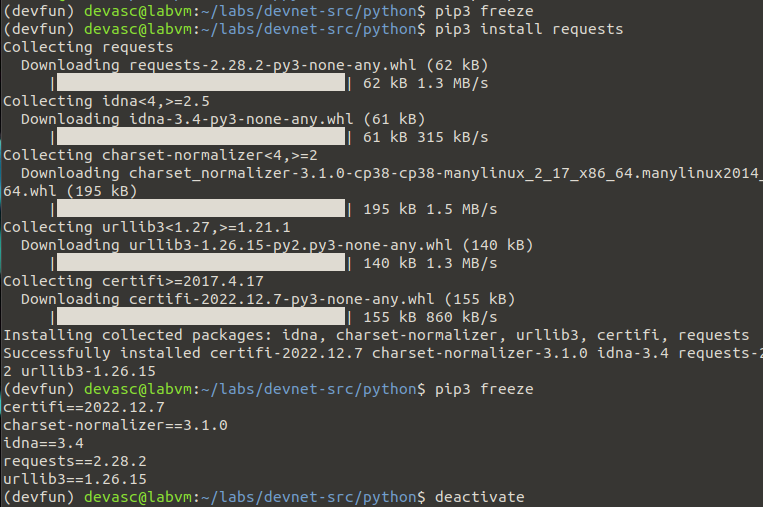 (devfun) devasc@labvm:~/labs/devnet-src/python$ pip3 freeze
(devfun) devasc@labvm:~/labs/devnet-src/python$ pip3 install requests
Collecting requests
  Downloading requests-2.28.2-py3-none-any.whl (62 kB)
     |                                | 62 kB 1.3 MB/s
Collecting idna<4,>=2.5
  Downloading idna-3.4-py3-none-any.whl (61 kB)
     |                                | 61 kB 315 kB/s
Collecting charset-normalizer<4,>=2
  Downloading charset_normalizer-3.1.0-cp38-cp38-manylinux_2_17_x86_64.manylinux2014_
64.whl (195 kB)
     |                                | 195 kB 1.5 MB/s
Collecting urllib3<1.27,>=1.21.1
  Downloading urllib3-1.26.15-py2.py3-none-any.whl (140 kB)
     |                                | 140 kB 1.3 MB/s
Collecting certifi>=2017.4.17
  Downloading certifi-2022.12.7-py3-none-any.whl (155 kB)
     |                                | 155 kB 860 kB/s
Installing collected packages: idna, charset-normalizer, urllib3, certifi, requests
Successfully installed certifi-2022.12.7 charset-normalizer-3.1.0 idna-3.4 requests-2
2 urllib3-1.26.15
(devfun) devasc@labvm:~/labs/devnet-src/python$ pip3 freeze
certifi==2022.12.7
charset-normalizer==3.1.0
idna==3.4
requests==2.28.2
urllib3==1.26.15
(devfun) devasc@labvm:~/labs/devnet-src/python$ deactivate